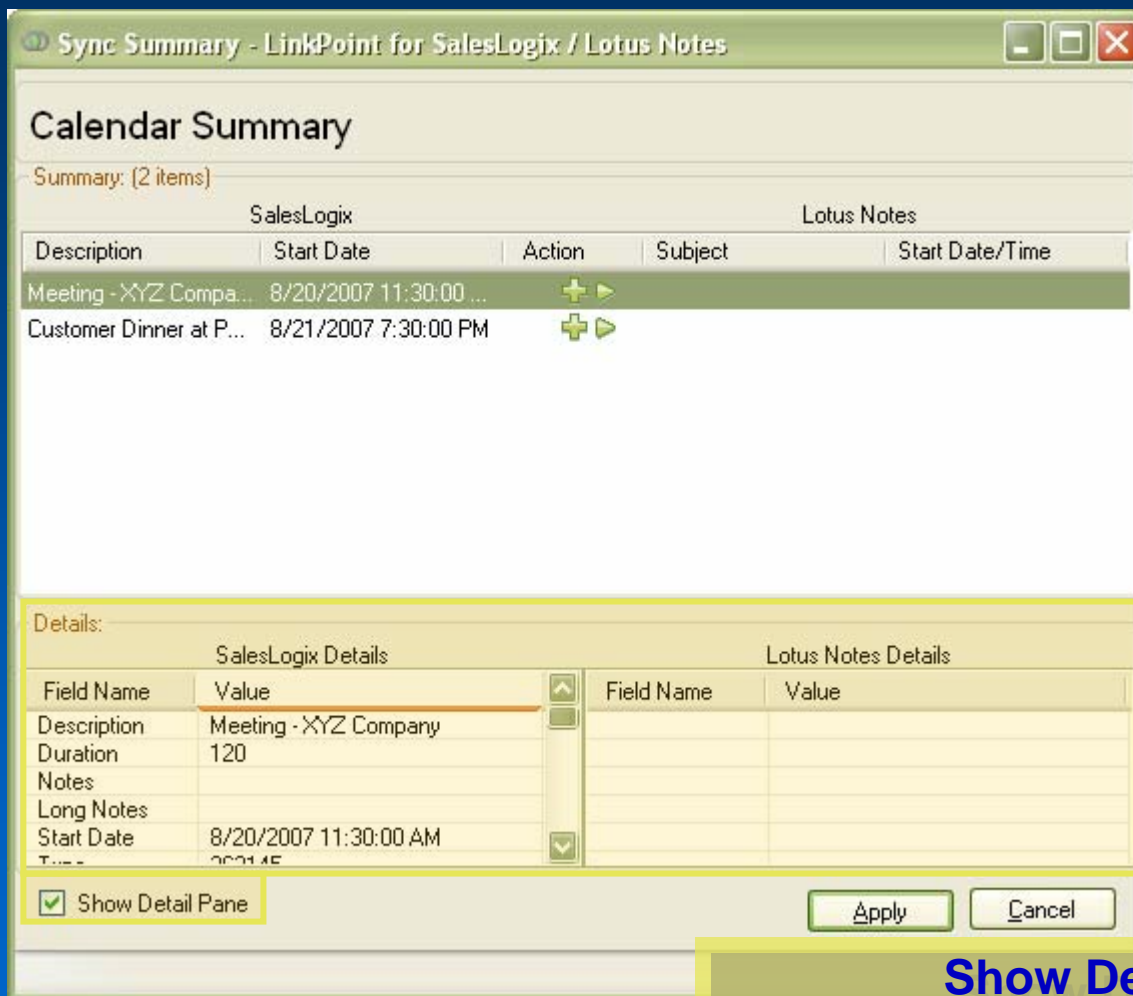 Sync Summary - LinkPoint for SalesLogix / Lotus Notes
Calendar Summary
Summary: (2 items)
SalesLogix Lotus Notes
Description Start Date Action Subject Start Date/Time
Meeting - XYZ Compa... 8/20/2007 11:30:00 ...
Customer Dinner at P... 8/21/2007 7:30:00 PM
Details:
SalesLogix Details Lotus Notes Details
Field Name Value Field Name Value
Description Meeting - XYZ Company
Duration 120
Notes
Long Notes
Start Date 8/20/2007 11:30:00 AM
Show Detail Pane Apply Cancel
Show De